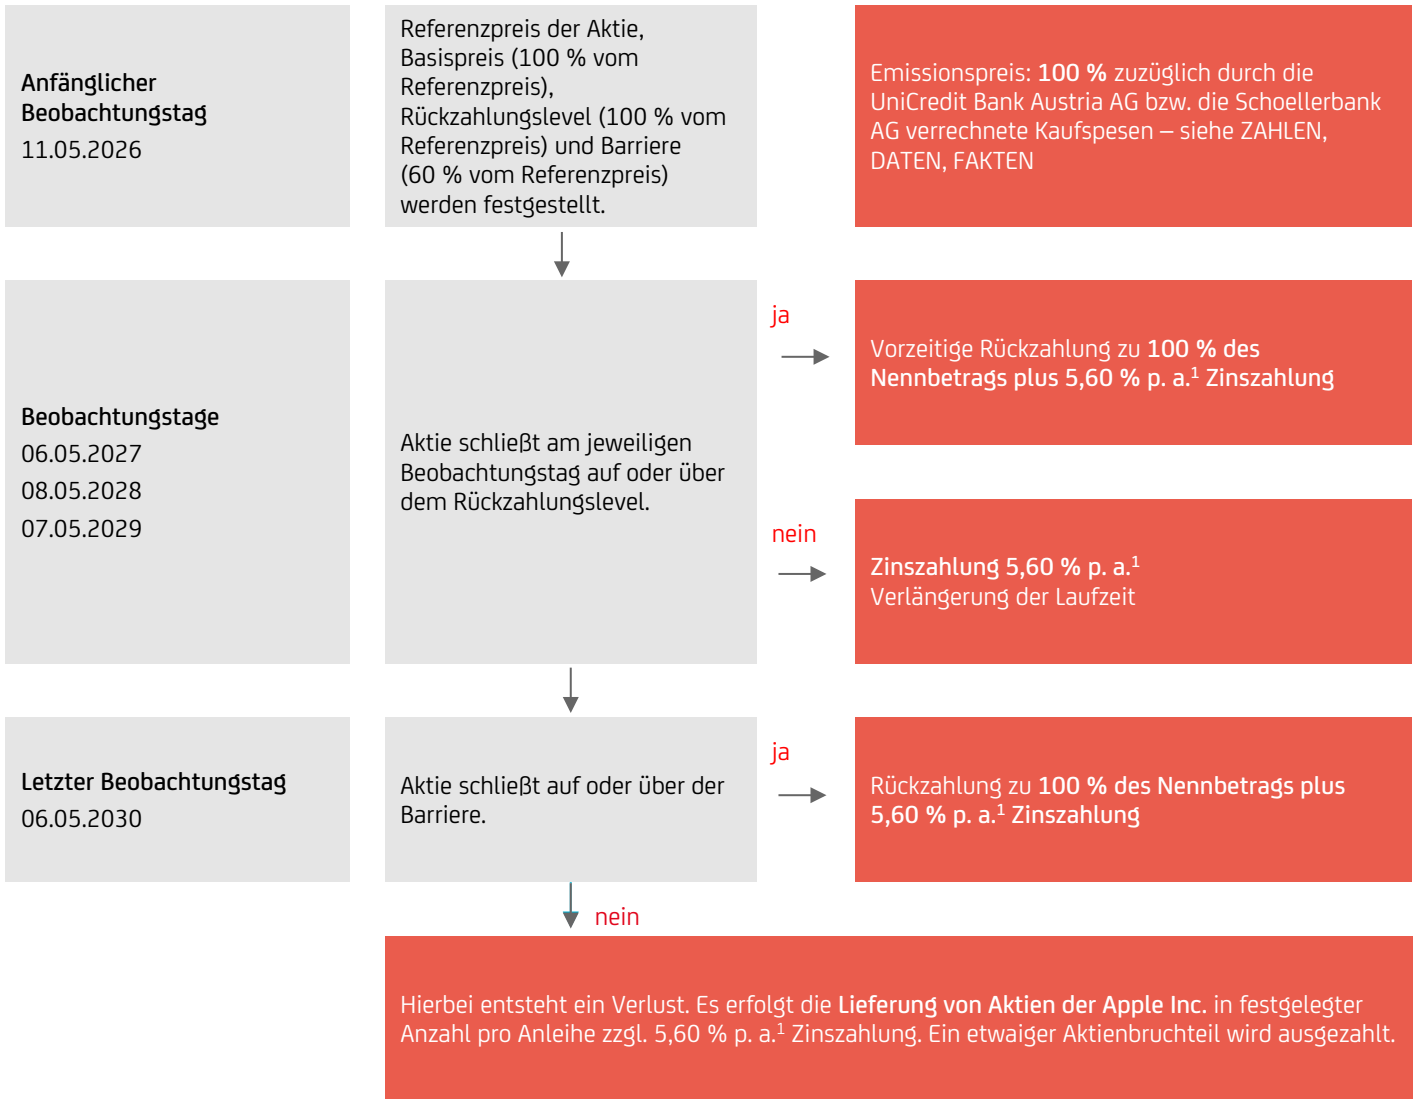 Anfänglicher
Beobachtungstag
11.05.2026
Referenzpreis der Aktie,
Basispreis (100 % vom
Referenzpreis),
Rückzahlungslevel (100 % vom
Referenzpreis) und Barriere
(60 % vom Referenzpreis)
werden festgestellt.
Emissionspreis: 100 % zuzüglich durch die
UniCredit Bank Austria AG bzw. die Schoellerbank
AG verrechnete Kaufspesen – siehe ZAHLEN,
DATEN, FAKTEN
Beobachtungstage
06.05.2027
08.05.2028
07.05.2029
Aktie schließt am jeweiligen
Beobachtungstag auf oder über
dem Rückzahlungslevel.
ja
Vorzeitige Rückzahlung zu 100 % des
Nennbetrags plus 5,60 % p. a.¹ Zinszahlung
nein
Zinszahlung 5,60 % p. a.¹
Verlängerung der Laufzeit
Letzter Beobachtungstag
06.05.2030
Aktie schließt auf oder über der
Barriere.
ja
Rückzahlung zu 100 % des Nennbetrags plus
5,60 % p. a.¹ Zinszahlung
nein
Hierbei entsteht ein Verlust. Es erfolgt die Lieferung von Aktien der Apple Inc. in festgelegter
Anzahl pro Anleihe zzgl. 5,60 % p. a.¹ Zinszahlung. Ein etwaiger Aktienbruchteil wird ausgezahlt.